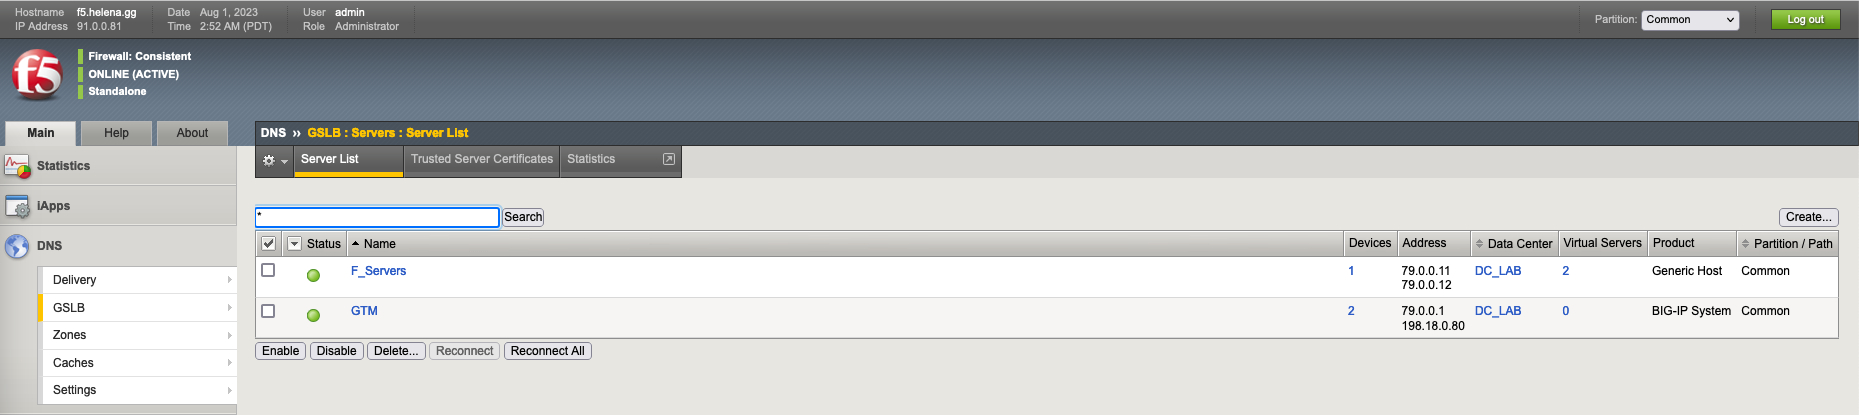 Hostname f5.helena.gg Date Aug 1, 2023 User admin Partition: Common Log out
IP Address 91.0.0.81 Time 2:52 AM (PDT) Role Administrator
f5
Firewall: Consistent
ONLINE (ACTIVE)
Standalone
Main Help About
DNS ›› GSLB : Servers : Server List
Server List Trusted Server Certificates Statistics
Statistics
iApps
DNS
Delivery
GSLB
Zones
Caches
Settings
* Search Create...
Status Name Devices Address Data Center Virtual Servers Product Partition / Path
F_Servers 1 79.0.0.11 DC_LAB 2 Generic Host Common
79.0.0.12
GTM 2 79.0.0.1 DC_LAB 0 BIG-IP System Common
198.18.0.80
Enable Disable Delete... Reconnect Reconnect All